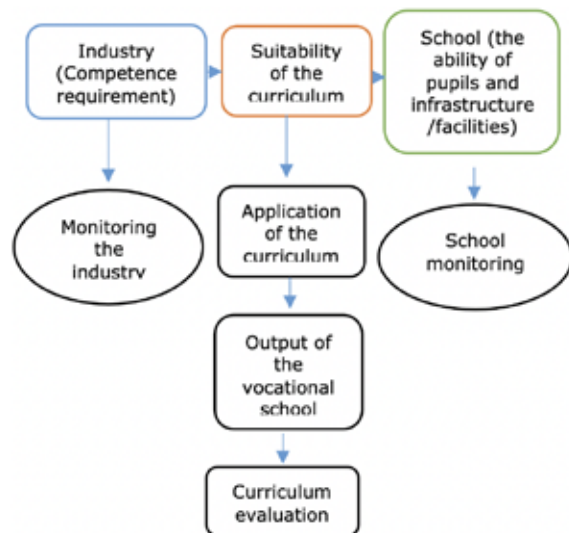 Industry
(Competence
requirement)
Suitability
of the
curriculum
School (the
ability of
pupils and
infrastructure
/facilities)
Monitoring
the
industry
Application
of the
curriculum
School
monitoring
Output of
the
vocational
school
Curriculum
evaluation